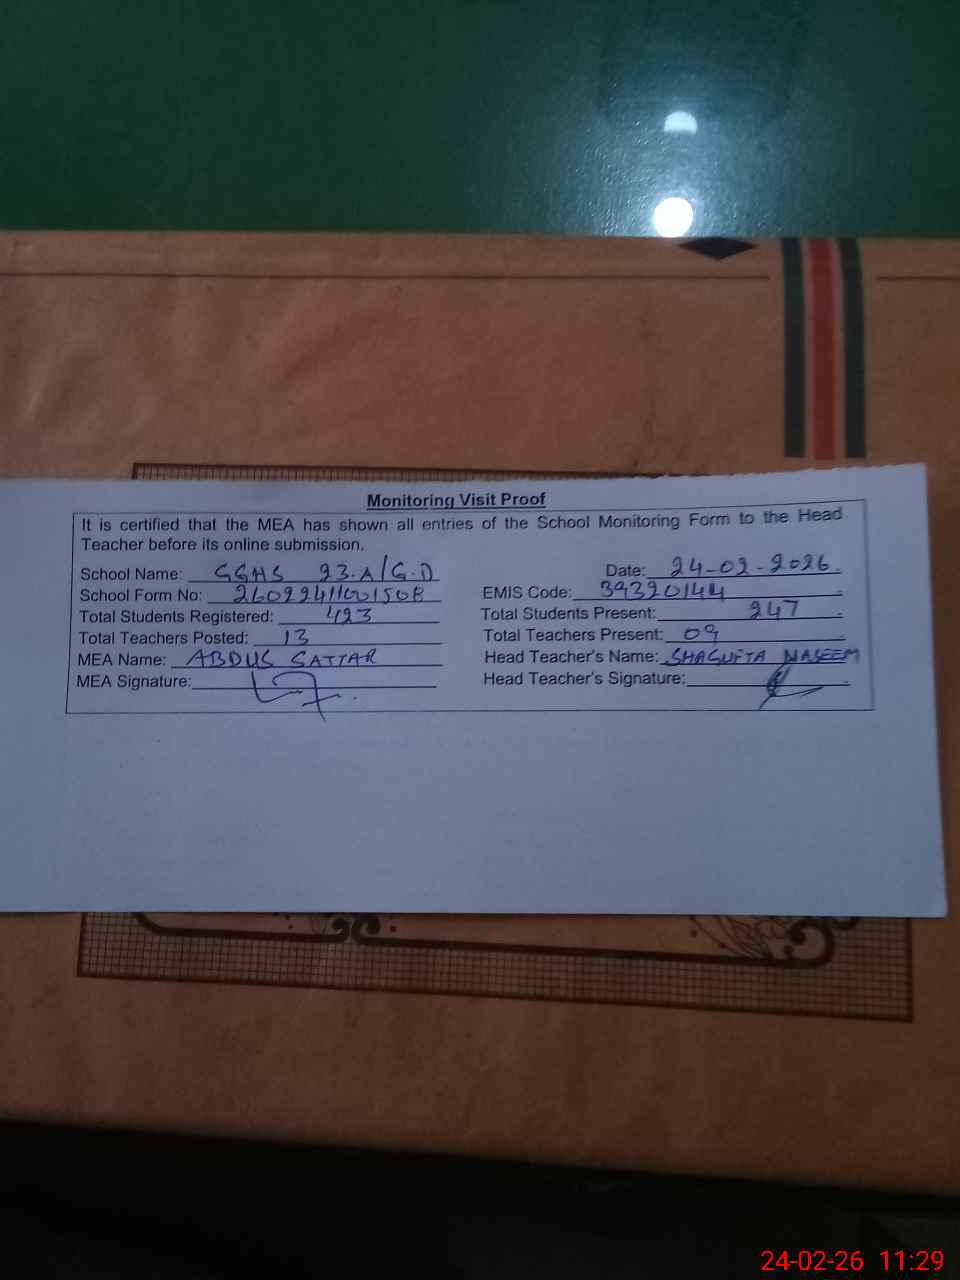 Monitoring Visit Proof
It is certified that the MEA has shown all entries of the School Monitoring Form to the Head
Teacher before its online submission.
School Name: GGHS 23.A/G.D Date: 24-02-2026.
School Form No: EMIS Code: 39320144
Total Students Registered: 423 Total Students Present: 247
Total Teachers Posted: 13 Total Teachers Present: 09
MEA Name: ABDUS SATTAR Head Teacher's Name: SHAGUFTA NASEEM
MEA Signature: Head Teacher's Signature:
24-02-26 11:29